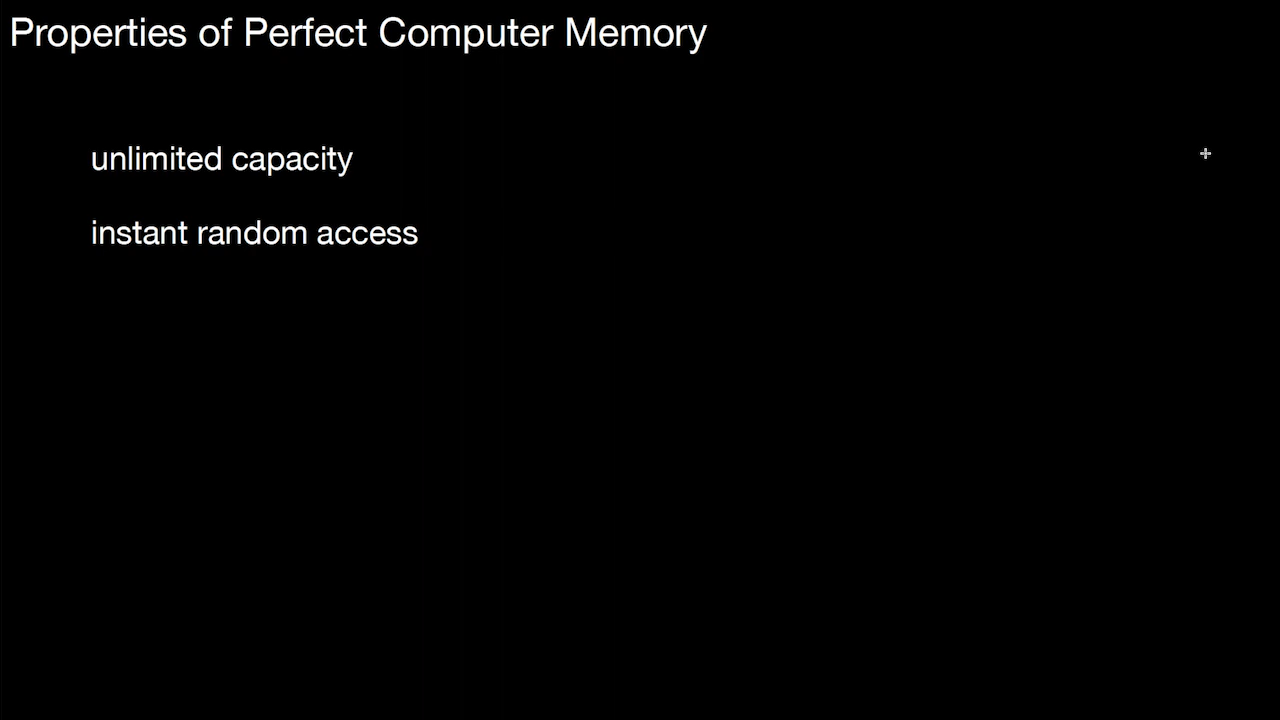 Properties of Perfect Computer Memory
unlimited capacity
instant random access